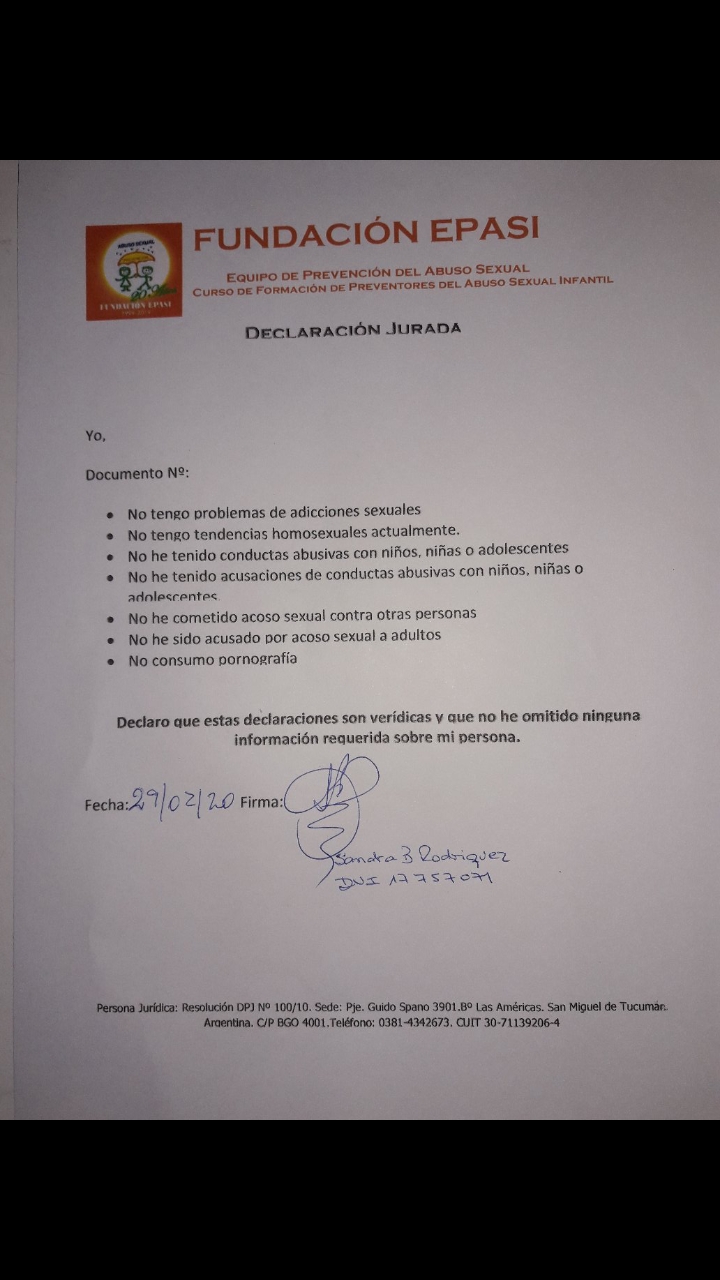 FUNDACIÓN EPASI
ABUSO SEXUAL
FUNDACIÓN EPASI
EQUIPO DE PREVENCIÓN DEL ABUSO SEXUAL
CURSO DE FORMACIÓN DE PREVENTORES DEL ABUSO SEXUAL INFANTIL
DECLARACIÓN JURADA
Yo,
Documento Nº:
• No tengo problemas de adicciones sexuales
• No tengo tendencias homosexuales actualmente.
• No he tenido conductas abusivas con niños, niñas o adolescentes
• No he tenido acusaciones de conductas abusivas con niños, niñas o
adolescentes.
• No he cometido acoso sexual contra otras personas
• No he sido acusado por acoso sexual a adultos
• No consumo pornografía
Declaro que estas declaraciones son verídicas y que no he omitido ninguna
información requerida sobre mi persona.
Fecha: 29/02/20 Firma:
Sandra B Rodriguez
DNI 17757071
Persona Jurídica: Resolución DPJ Nº 100/10. Sede: Pje. Guido Spano 3901.Bº Las Américas. San Miguel de Tucumán.
Argentina. C/P BGO 4001.Teléfono: 0381-4342673. CUIT 30-71139206-4